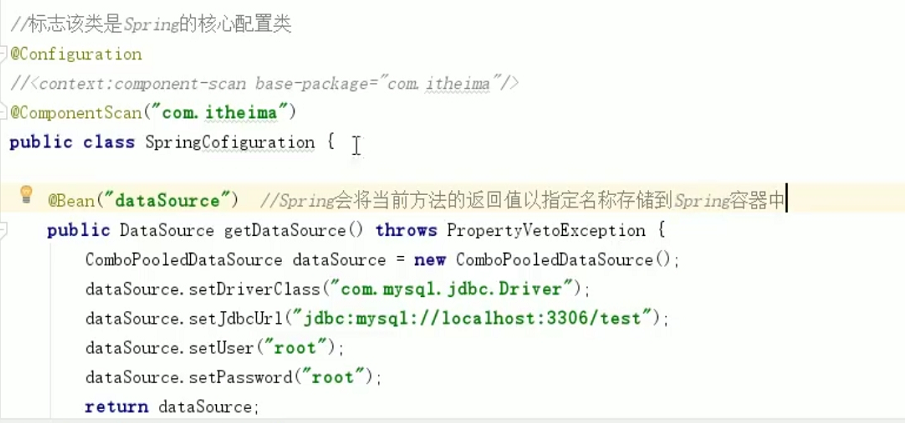 //标志该类是Spring的核心配置类
@Configuration
//<context:component-scan base-package="com.itheima"/>
@ComponentScan("com.itheima")
public class SpringCofiguration {
@Bean("dataSource") //Spring会将当前方法的返回值以指定名称存储到Spring容器中
public DataSource getDataSource() throws PropertyVetoException {
ComboPooledDataSource dataSource = new ComboPooledDataSource();
dataSource.setDriverClass("com.mysql.jdbc.Driver");
dataSource.setJdbcUrl("jdbc:mysql://localhost:3306/test");
dataSource.setUser("root");
dataSource.setPassword("root");
return dataSource;